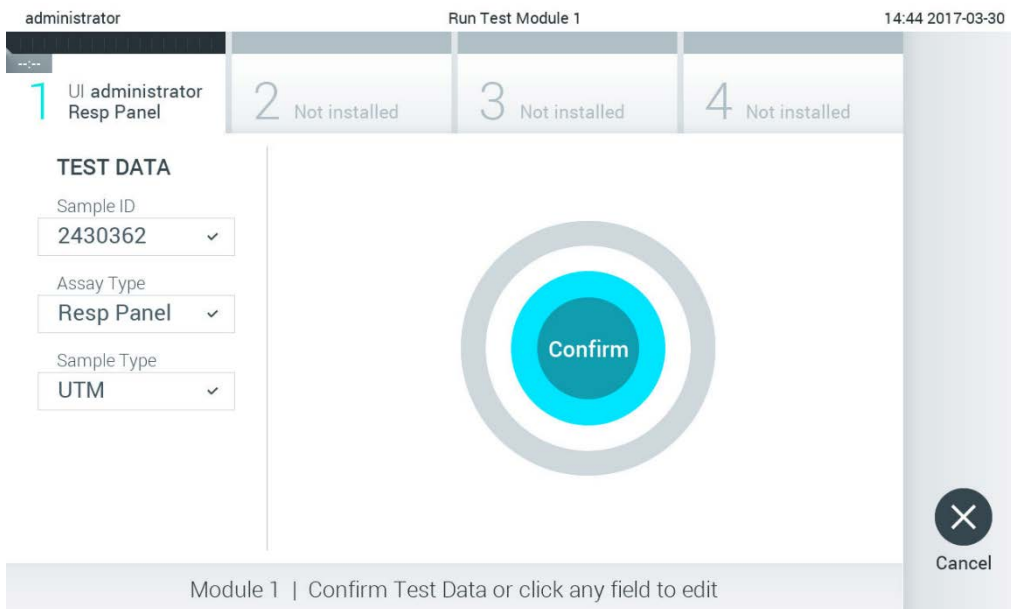 administrator
Run Test Module 1
14:44 2017-03-30
--:--
1 UI administrator
Resp Panel
2 Not installed
3 Not installed
4 Not installed
TEST DATA
Sample ID
2430362
Assay Type
Resp Panel
Sample Type
UTM
Confirm
Cancel
Module 1 | Confirm Test Data or click any field to edit